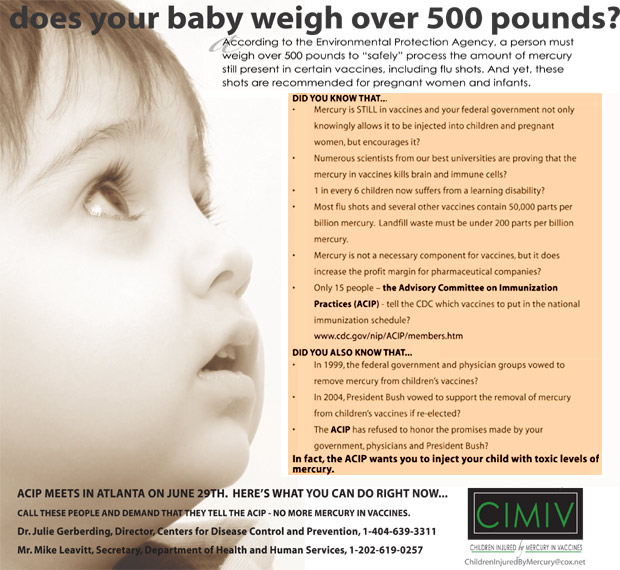 does your baby weigh over 500 pounds?
According to the Environmental Protection Agency, a person must
weigh over 500 pounds to “safely” process the amount of mercury
still present in certain vaccines, including flu shots. And yet, these
shots are recommended for pregnant women and infants.
DID YOU KNOW THAT...
• Mercury is STILL in vaccines and your federal government not only
knowingly allows it to be injected into children and pregnant
women, but encourages it?
• Numerous scientists from our best universities are proving that the
mercury in vaccines kills brain and immune cells?
• 1 in every 6 children now suffers from a learning disability?
• Most flu shots and several other vaccines contain 50,000 parts per
billion mercury. Landfill waste must be under 200 parts per billion
mercury.
• Mercury is not a necessary component for vaccines, but it does
increase the profit margin for pharmaceutical companies?
• Only 15 people – the Advisory Committee on Immunization
Practices (ACIP) - tell the CDC which vaccines to put in the national
immunization schedule?
www.cdc.gov/nip/ACIP/members.htm
DID YOU ALSO KNOW THAT...
• In 1999, the federal government and physician groups vowed to
remove mercury from children’s vaccines?
• In 2004, President Bush vowed to support the removal of mercury
from children’s vaccines if re-elected?
• The ACIP has refused to honor the promises made by your
government, physicians and President Bush?
In fact, the ACIP wants you to inject your child with toxic levels of
mercury.
ACIP MEETS IN ATLANTA ON JUNE 29TH. HERE’S WHAT YOU CAN DO RIGHT NOW...
CALL THESE PEOPLE AND DEMAND THAT THEY TELL THE ACIP - NO MORE MERCURY IN VACCINES.
Dr. Julie Gerberding, Director, Centers for Disease Control and Prevention, 1-404-639-3311
Mr. Mike Leavitt, Secretary, Department of Health and Human Services, 1-202-619-0257
CIMIV
CHILDREN INJURED by MERCURY IN VACCINES
ChildrenInjuredByMercury@cox.net